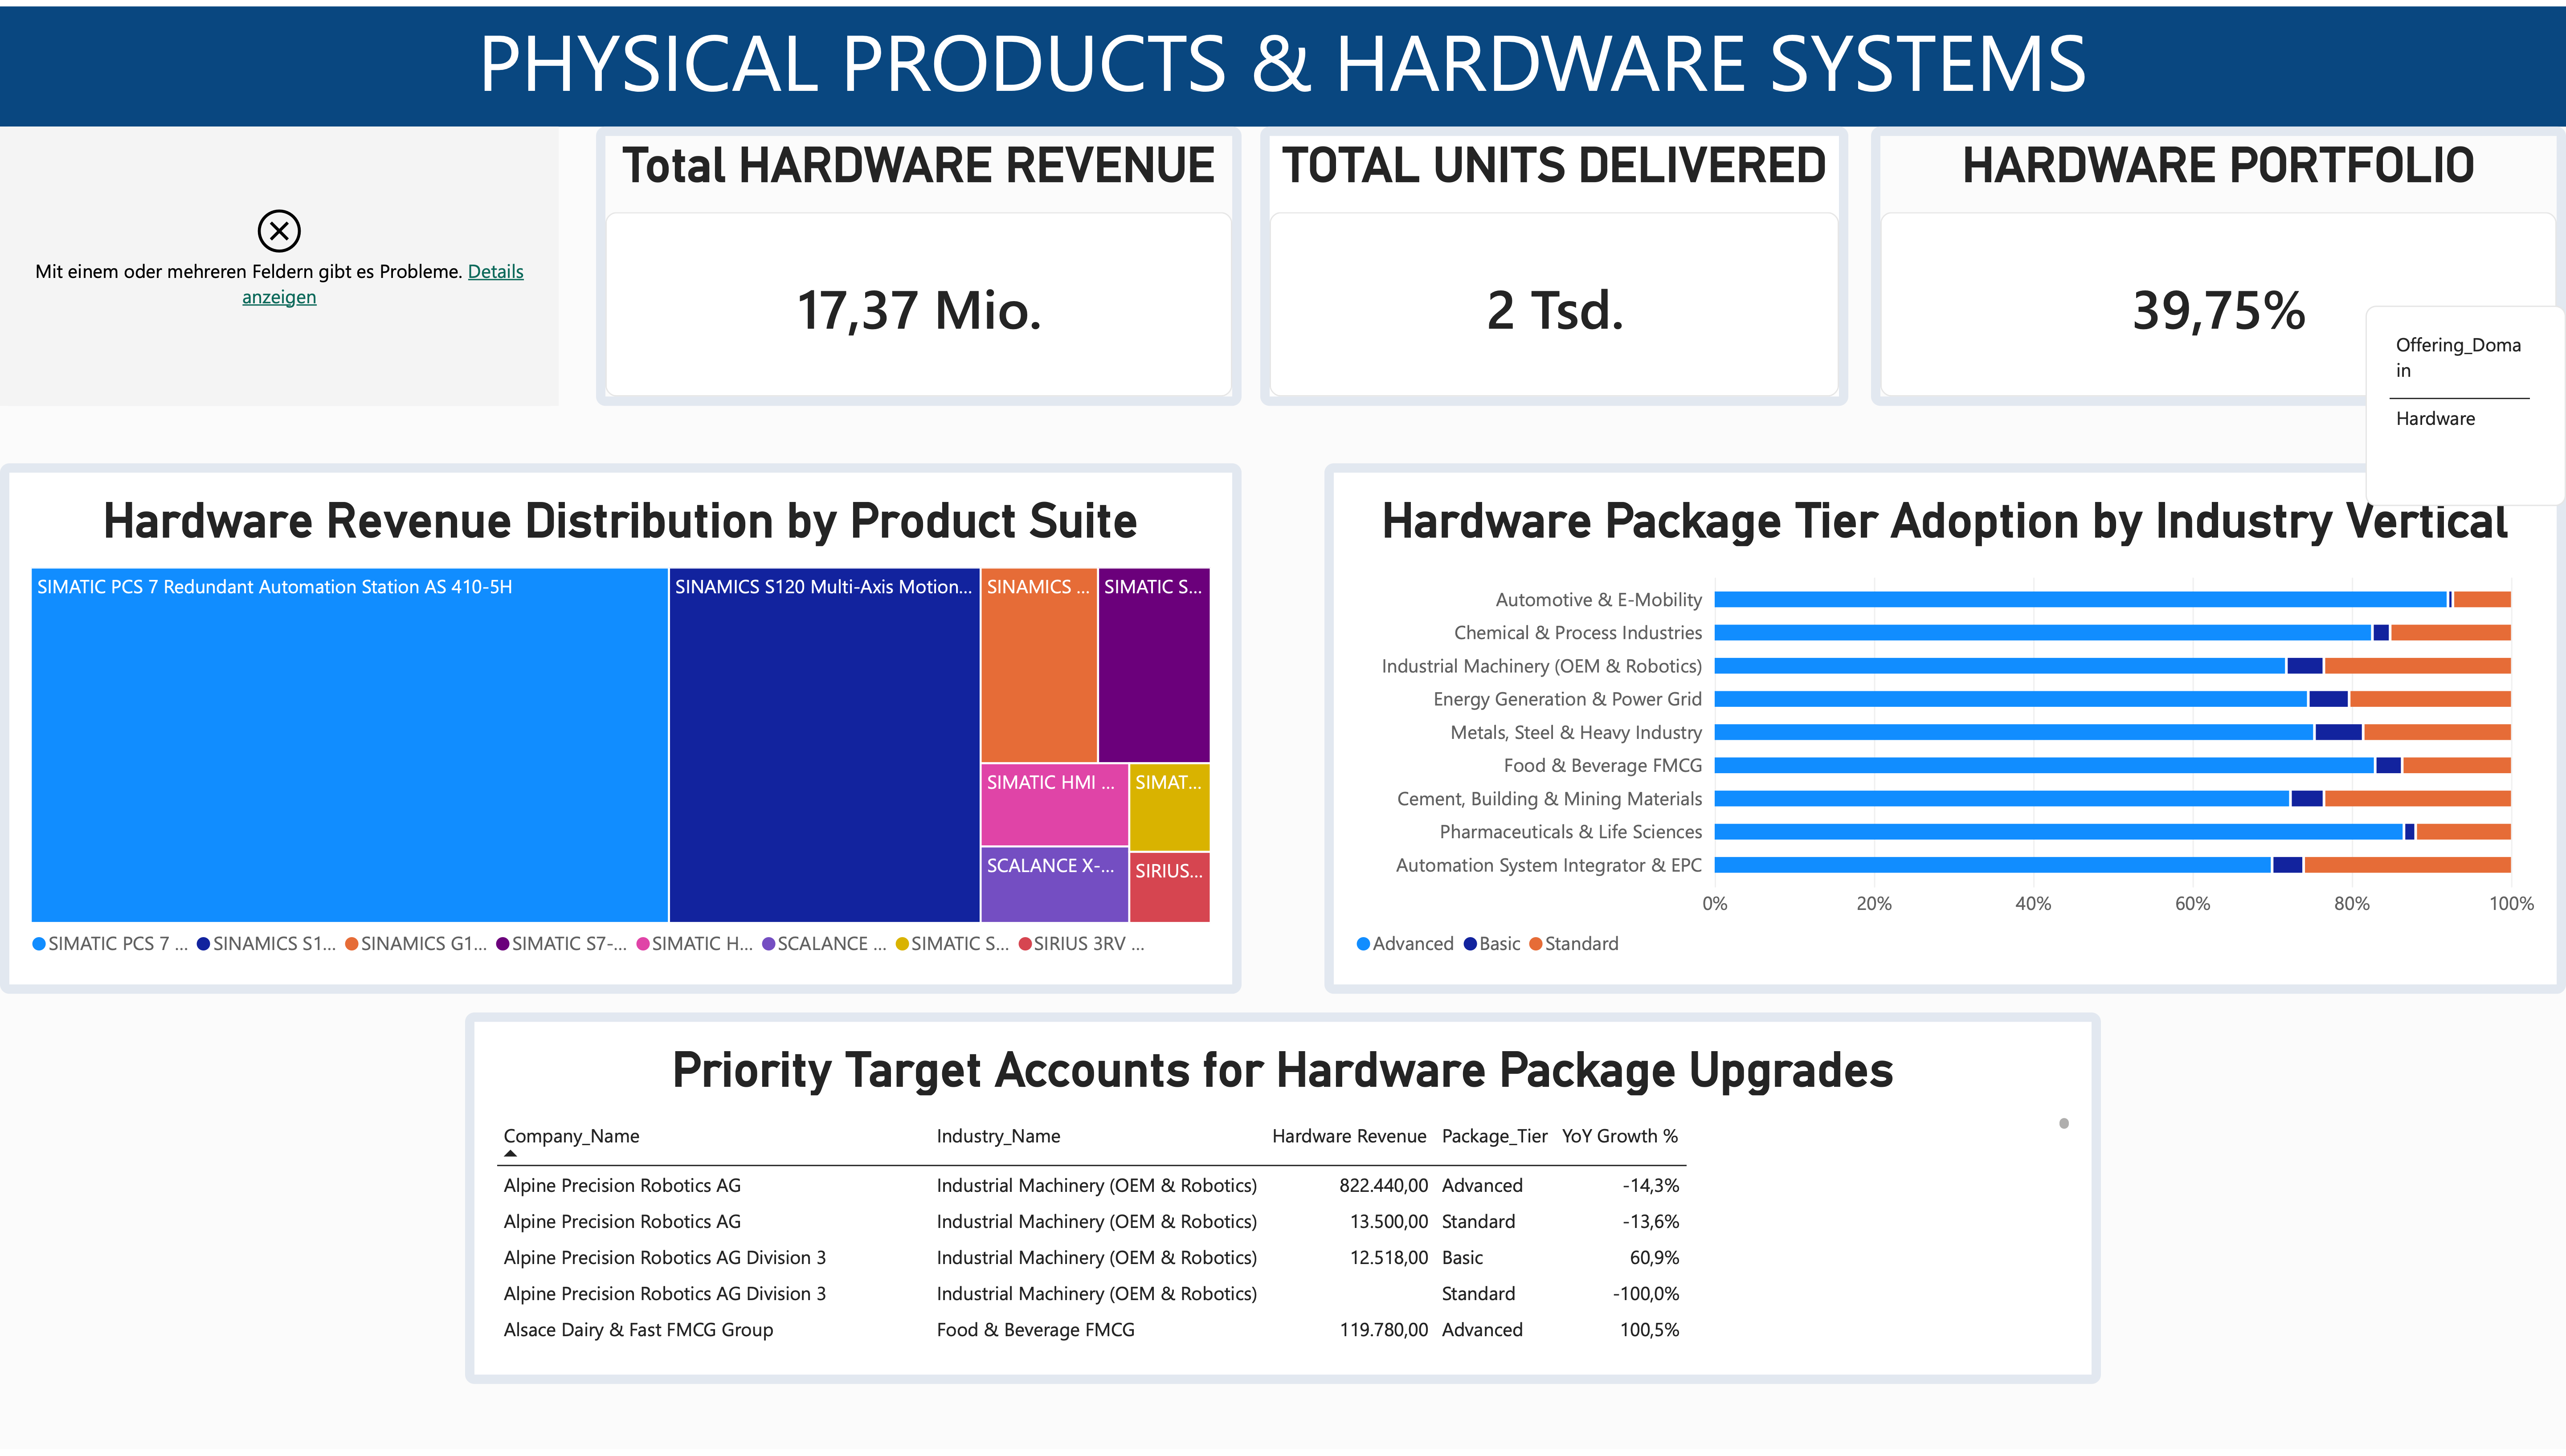 PHYSICAL PRODUCTS & HARDWARE SYSTEMS
Mit einem oder mehreren Feldern gibt es Probleme. Details
anzeigen
Total HARDWARE REVENUE
17,37 Mio.
TOTAL UNITS DELIVERED
2 Tsd.
HARDWARE PORTFOLIO
39,75%
Offering_Doma
in
Hardware
Hardware Revenue Distribution by Product Suite
SIMATIC PCS 7 Redundant Automation Station AS 410-5H
SINAMICS S120 Multi-Axis Motion...
SINAMICS ...
SIMATIC S...
SIMATIC HMI ...
SIMAT...
SCALANCE X-...
SIRIUS...
SIMATIC PCS 7 ... SINAMICS S1... SINAMICS G1... SIMATIC S7-... SIMATIC H... SCALANCE ... SIMATIC S... SIRIUS 3RV ...
Hardware Package Tier Adoption by Industry Vertical
Automotive & E-Mobility
Chemical & Process Industries
Industrial Machinery (OEM & Robotics)
Energy Generation & Power Grid
Metals, Steel & Heavy Industry
Food & Beverage FMCG
Cement, Building & Mining Materials
Pharmaceuticals & Life Sciences
Automation System Integrator & EPC
0% 20% 40% 60% 80% 100%
Advanced Basic Standard
Priority Target Accounts for Hardware Package Upgrades
Company_Name Industry_Name Hardware Revenue Package_Tier YoY Growth %
Alpine Precision Robotics AG Industrial Machinery (OEM & Robotics) 822.440,00 Advanced -14,3%
Alpine Precision Robotics AG Industrial Machinery (OEM & Robotics) 13.500,00 Standard -13,6%
Alpine Precision Robotics AG Division 3 Industrial Machinery (OEM & Robotics) 12.518,00 Basic 60,9%
Alpine Precision Robotics AG Division 3 Industrial Machinery (OEM & Robotics) Standard -100,0%
Alsace Dairy & Fast FMCG Group Food & Beverage FMCG 119.780,00 Advanced 100,5%